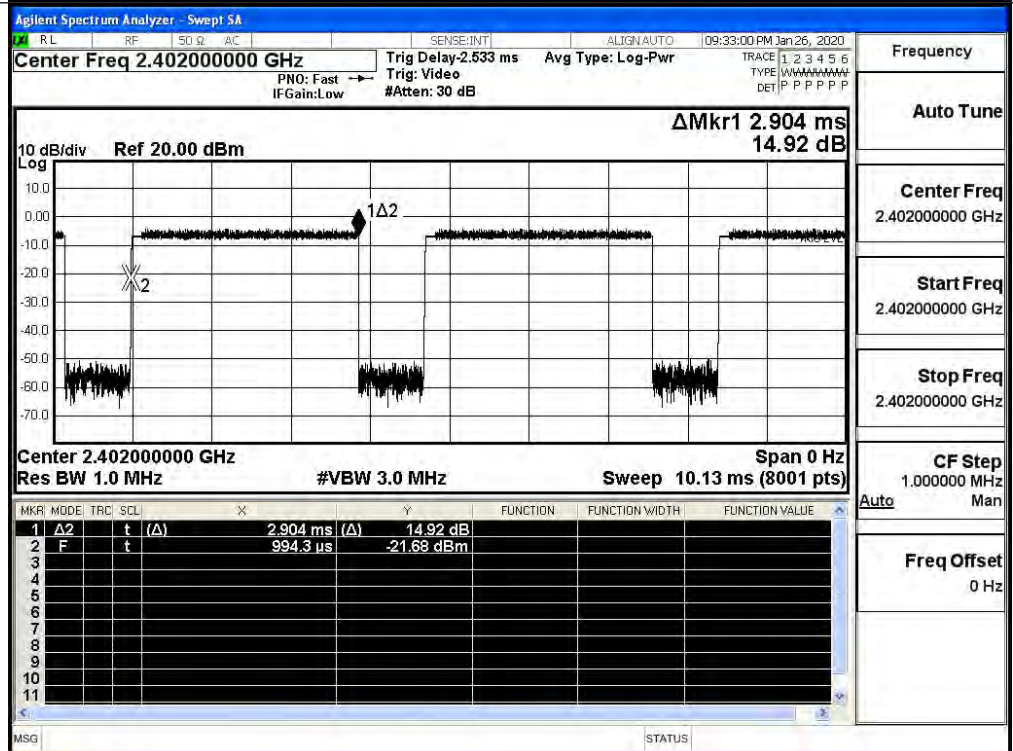 Agilent Spectrum Analyzer - Swept SA
LXI RL RF 50 Ω AC SENSE:INT ALIGN AUTO 09:33:00 PM Jan 26, 2020
Center Freq 2.402000000 GHz Trig Delay-2.533 ms Avg Type: Log-Pwr TRACE 1 2 3 4 5 6
PNO: Fast Trig: Video TYPE WWWWWW
IFGain:Low #Atten: 30 dB DET P P P P P P
ΔMkr1 2.904 ms
14.92 dB
10 dB/div Ref 20.00 dBm
Log
10.0
0.00
-10.0
-20.0
-30.0
-40.0
-50.0
-60.0
-70.0
1Δ2
2
Center 2.402000000 GHz Span 0 Hz
Res BW 1.0 MHz #VBW 3.0 MHz Sweep 10.13 ms (8001 pts)
MKR MODE TRC SCL X Y FUNCTION FUNCTION WIDTH FUNCTION VALUE
1 Δ2 t (Δ) 2.904 ms (Δ) 14.92 dB
2 F t 994.3 µs -21.68 dBm
3
4
5
6
7
8
9
10
11
MSG STATUS
Frequency
Auto Tune
Center Freq
2.402000000 GHz
Start Freq
2.402000000 GHz
Stop Freq
2.402000000 GHz
CF Step
1.000000 MHz
Auto Man
Freq Offset
0 Hz